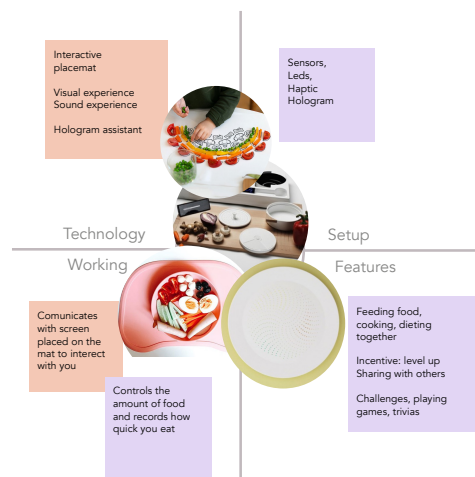 Interactive
placemat
Visual experience
Sound experience
Hologram assistant
Sensors,
Leds,
Haptic
Hologram
Technology
Setup
Working
Features
Comunicates
with screen
placed on the
mat to interect
with you
Controls the
amount of food
and records how
quick you eat
Feeding food,
cooking, dieting
together
Incentive: level up
Sharing with others
Challenges, playing
games, trivias